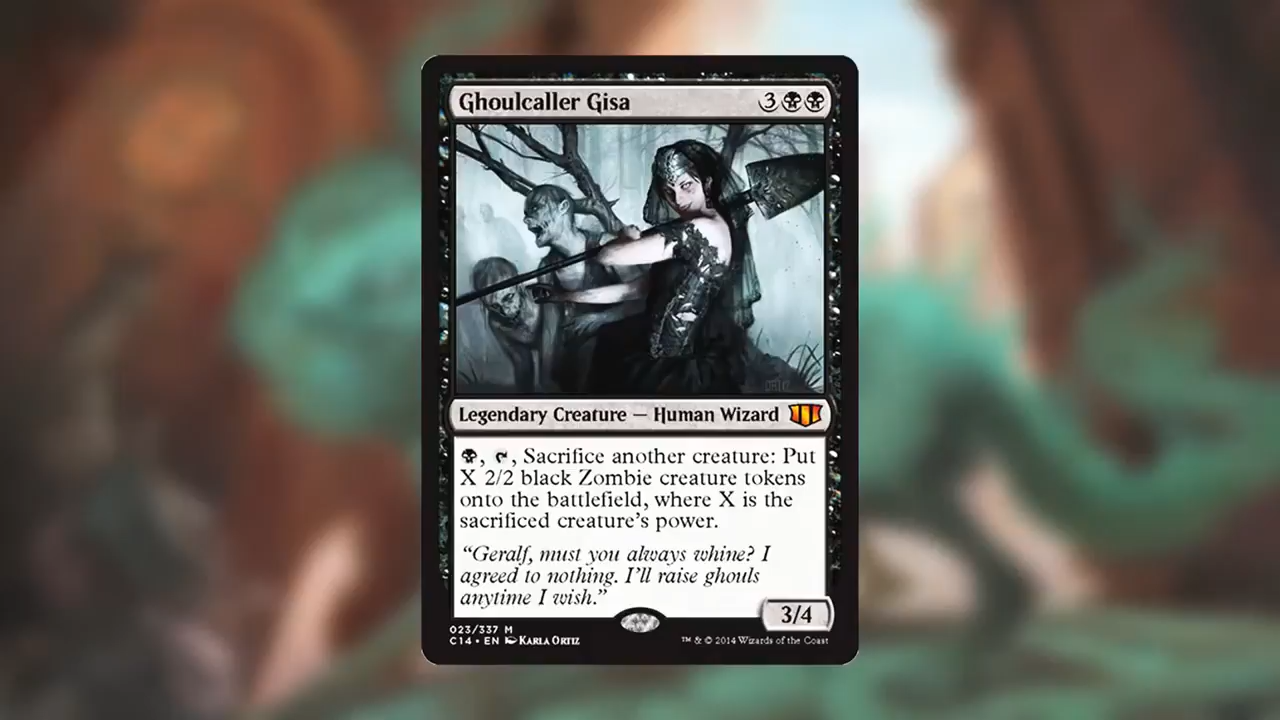 Ghoulcaller Gisa 3
Legendary Creature — Human Wizard
, , Sacrifice another creature: Put
X 2/2 black Zombie creature tokens
onto the battlefield, where X is the
sacrificed creature's power.
“Geralf, must you always whine? I
agreed to nothing. I'll raise ghouls
anytime I wish.”
3/4
023/337 M
C14 • EN Karla Ortiz
™ & © 2014 Wizards of the Coast